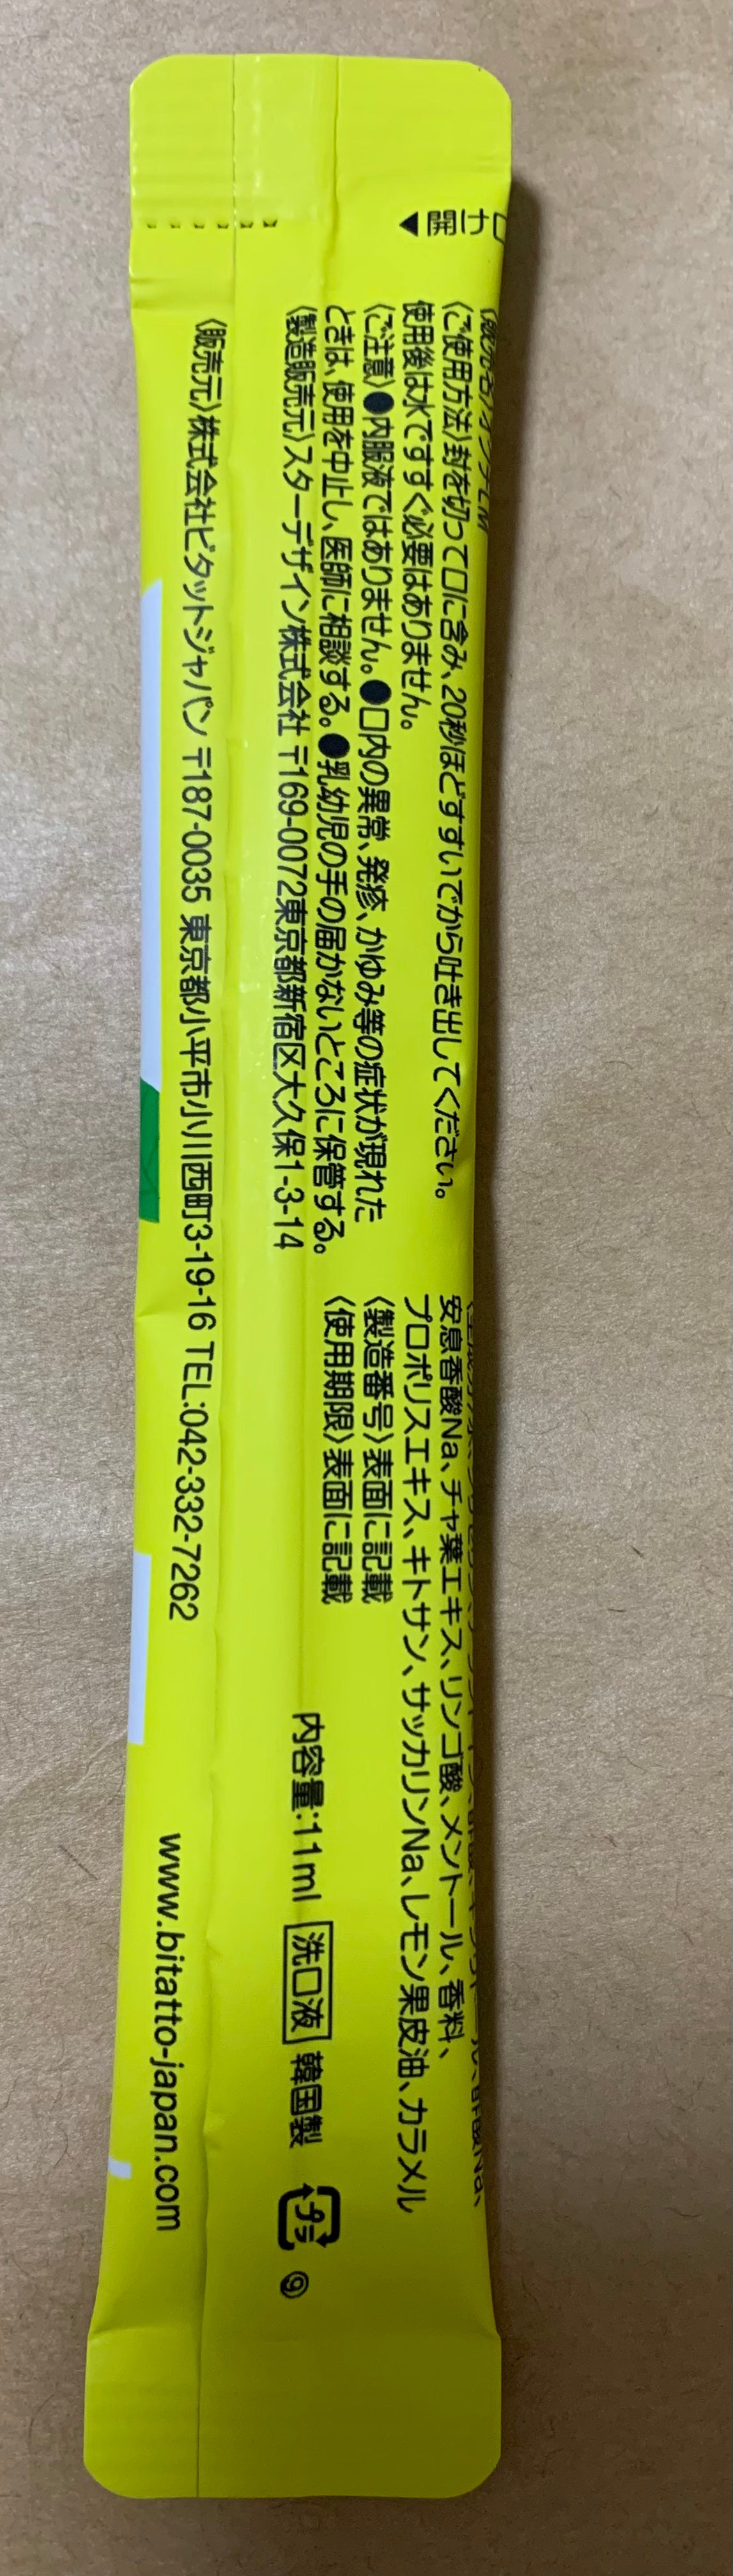 ◀開け口
〈販売名〉オクチLM
〈ご使用方法〉封を切って口に含み、20秒ほどすすいでから吐き出してください。
使用後は水ですすぐ必要はありません。
〈ご注意〉●内服液ではありません。●口内の異常、発疹、かゆみ等の症状が現れた
ときは、使用を中止し、医師に相談する。●乳幼児の手の届かないところに保管する。
〈製造販売元〉スターデザイン株式会社 〒169-0072東京都新宿区大久保1-3-14
〈販売元〉株式会社ビタットジャパン 〒187-0035 東京都小平市小川西町3-19-16 TEL:042-332-7262
安息香酸Na、チャ葉エキス、リンゴ酸、メントール、香料、
プロポリスエキス、キトサン、サッカリンNa、レモン果皮油、カラメル
〈製造番号〉表面に記載
〈使用期限〉表面に記載
内容量:11ml 洗口液 韓国製 プラ ⑨
www.bitatto-japan.com